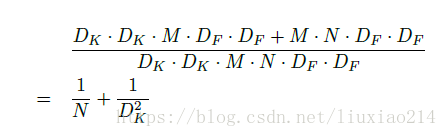 D_K · D_K · M · D_F · D_F + M · N · D_F · D_F
D_K · D_K · M · N · D_F · D_F
= 1/N + 1/D_K^2
https://blog.csdn.net/liuxiao214